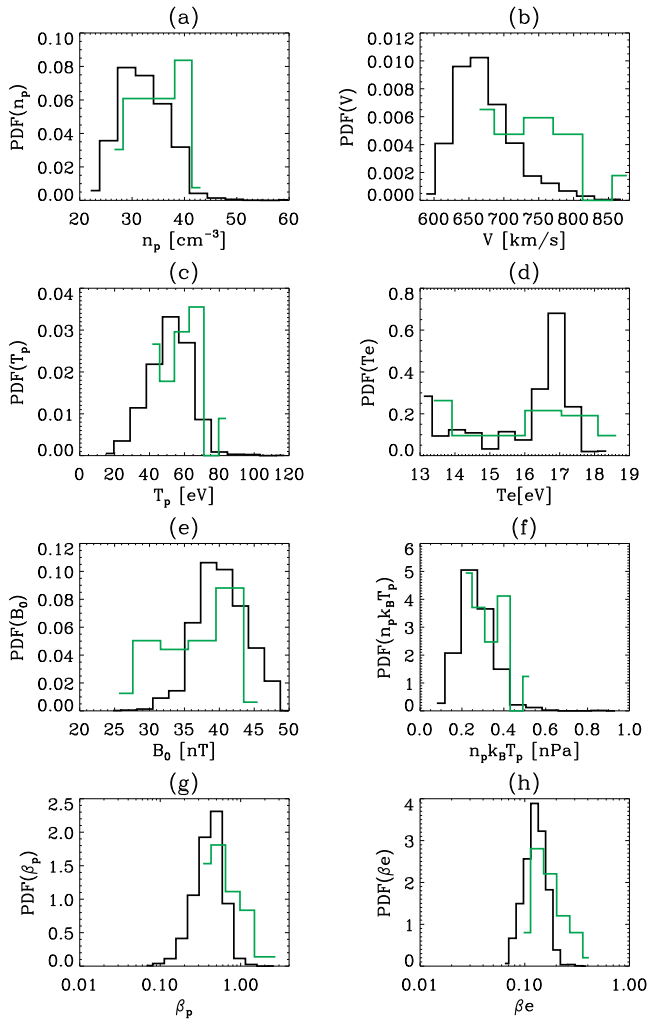 (a)
PDF(nₚ)
0.10
0.08
0.06
0.04
0.02
0.00
20 30 40 50 60
nₚ [cm⁻³]
(b)
PDF(V)
0.012
0.010
0.008
0.006
0.004
0.002
0.000
600 650 700 750 800 850
V [km/s]
(c)
PDF(Tₚ)
0.04
0.03
0.02
0.01
0.00
0 20 40 60 80 100 120
Tₚ [eV]
(d)
PDF(Te)
0.8
0.6
0.4
0.2
0.0
13 14 15 16 17 18 19
Te[eV]
(e)
PDF(B₀)
0.12
0.10
0.08
0.06
0.04
0.02
0.00
20 25 30 35 40 45 50
B₀ [nT]
(f)
PDF(nₚk_BTₚ)
6
5
4
3
2
1
0
0.0 0.2 0.4 0.6 0.8 1.0
nₚk_BTₚ [nPa]
(g)
PDF(βₚ)
2.5
2.0
1.5
1.0
0.5
0.0
0.01 0.10 1.00
βₚ
(h)
PDF(βe)
4
3
2
1
0
0.01 0.10 1.00
βe